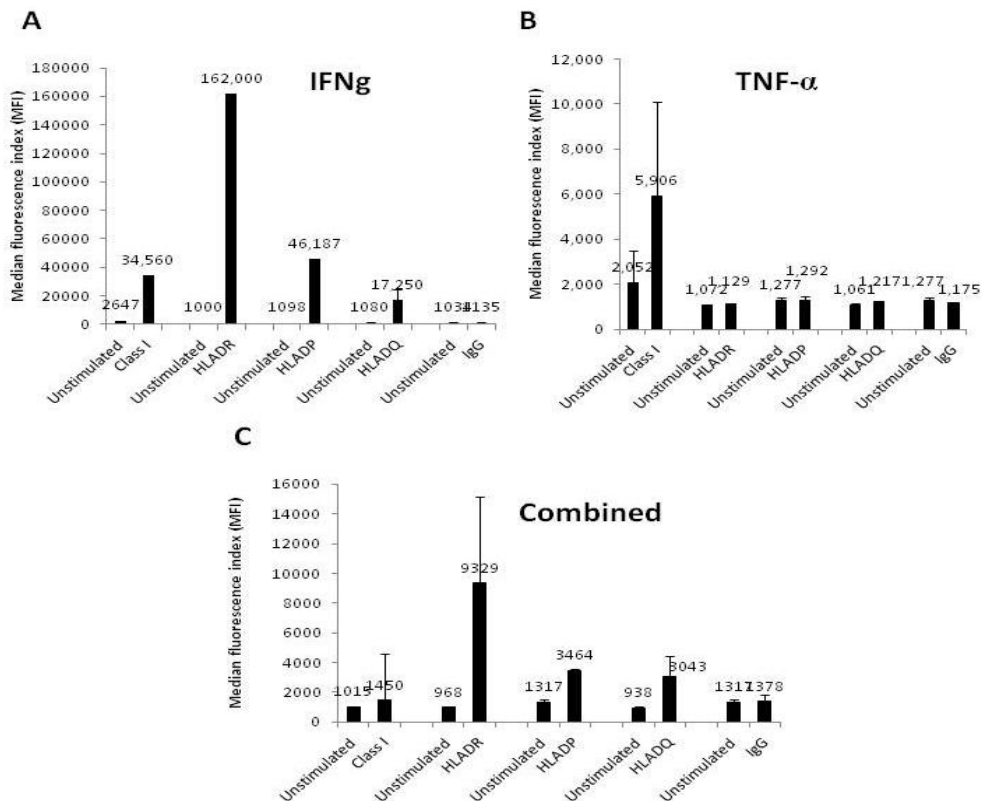 A
IFNg
Median fluorescence index (MFI)
180000
160000
140000
120000
100000
80000
60000
40000
20000
0
2647
34,560
1000
162,000
1098
46,187
1080
17,250
1034
1135
Unstimulated
Class I
Unstimulated
HLADR
Unstimulated
HLADP
Unstimulated
HLADQ
Unstimulated
IgG
B
TNF-α
Median fluorescence index (MFI)
12,000
10,000
8,000
6,000
4,000
2,000
0
2,052
5,906
1,072
1,129
1,277
1,292
1,061
1,217
1,277
1,175
Unstimulated
Class I
Unstimulated
HLADR
Unstimulated
HLADP
Unstimulated
HLADQ
Unstimulated
IgG
C
Combined
Median fluorescence index (MFI)
16000
14000
12000
10000
8000
6000
4000
2000
0
1015
1450
968
9329
1317
3464
938
3043
1317
1378
Unstimulated
Class I
Unstimulated
HLADR
Unstimulated
HLADP
Unstimulated
HLADQ
Unstimulated
IgG